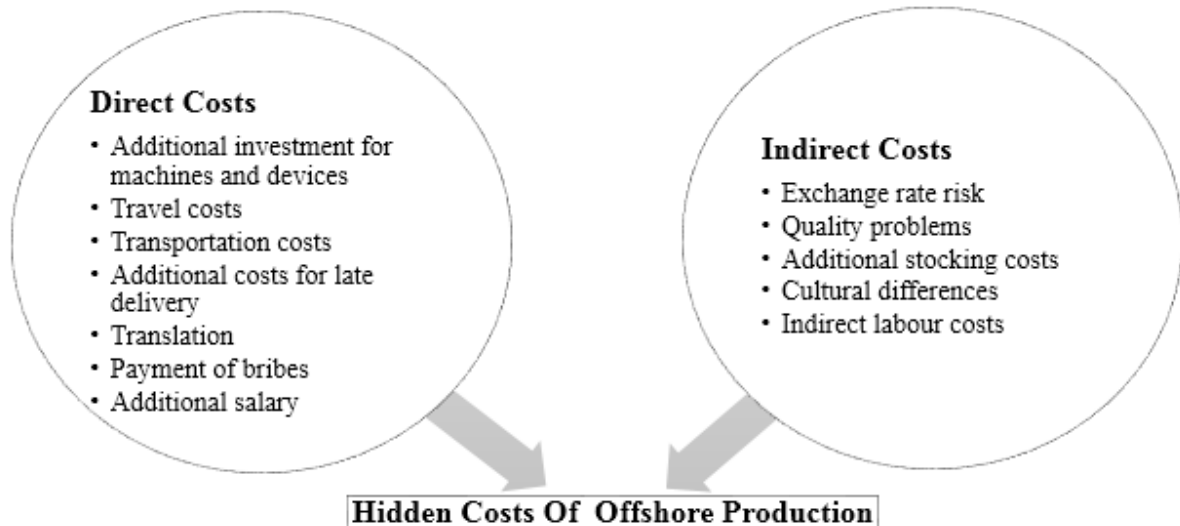 Direct Costs
• Additional investment for
machines and devices
• Travel costs
• Transportation costs
• Additional costs for late
delivery
• Translation
• Payment of bribes
• Additional salary
Indirect Costs
• Exchange rate risk
• Quality problems
• Additional stocking costs
• Cultural differences
• Indirect labour costs
Hidden Costs Of Offshore Production